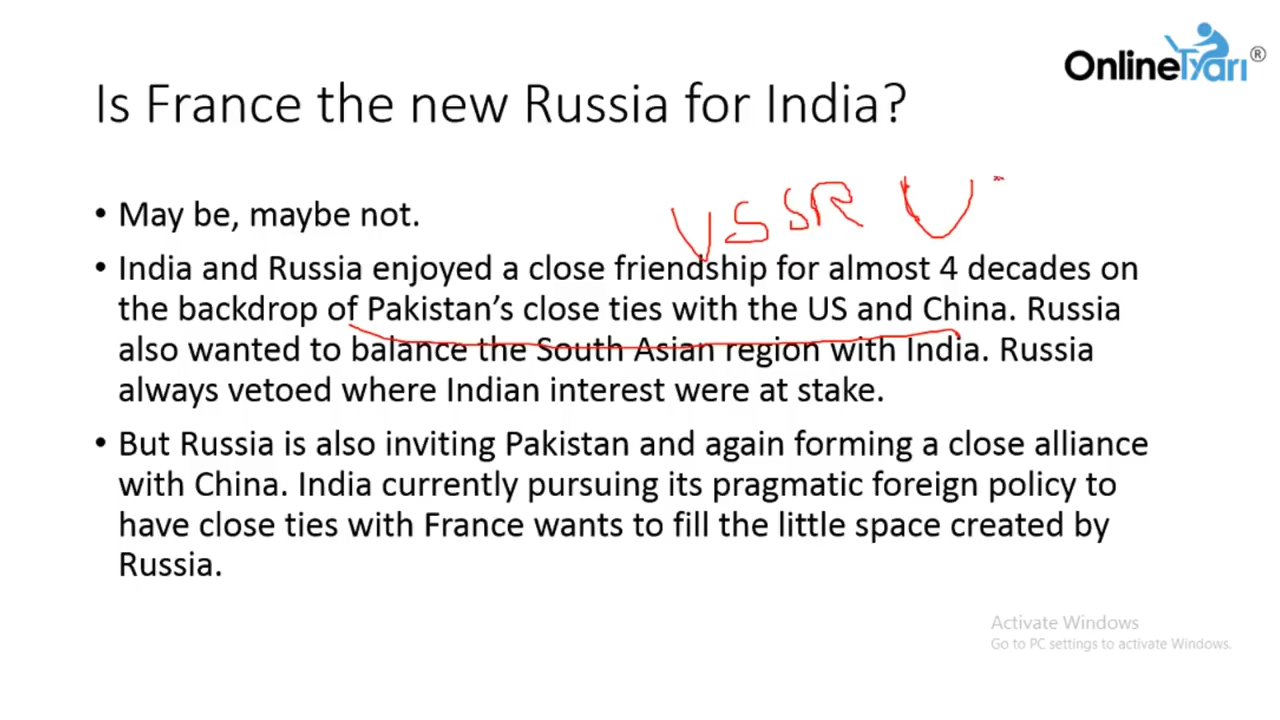 OnlineTyari ®
Is France the new Russia for India?
• May be, maybe not.
USSR U
• India and Russia enjoyed a close friendship for almost 4 decades on
the backdrop of Pakistan’s close ties with the US and China. Russia
also wanted to balance the South Asian region with India. Russia
always vetoed where Indian interest were at stake.
• But Russia is also inviting Pakistan and again forming a close alliance
with China. India currently pursuing its pragmatic foreign policy to
have close ties with France wants to fill the little space created by
Russia.
Activate Windows
Go to PC settings to activate Windows.